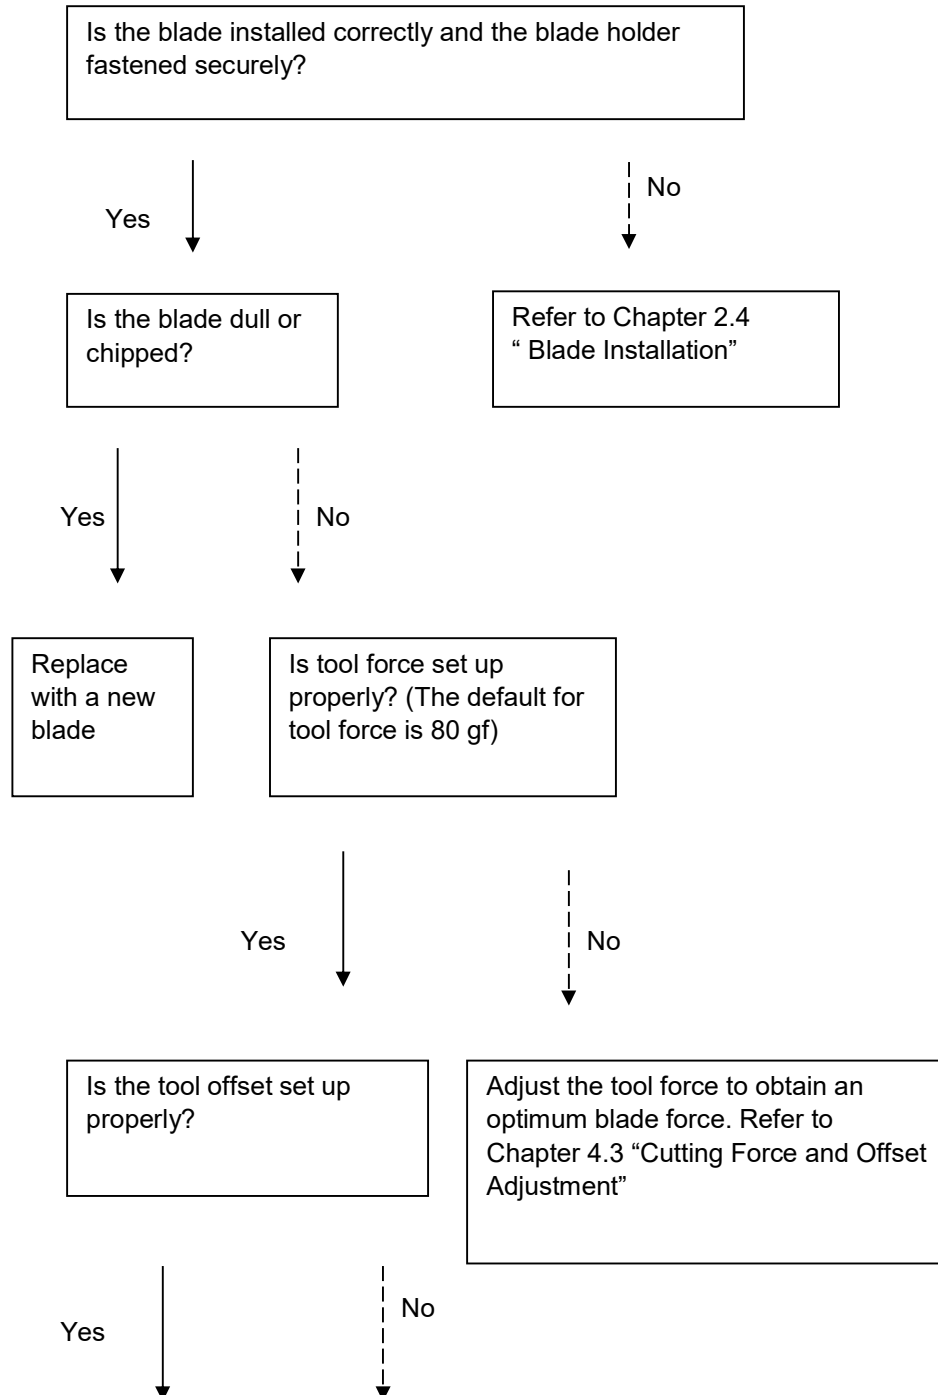 Is the blade installed correctly and the blade holder
fastened securely?
Yes
No
Is the blade dull or
chipped?
Refer to Chapter 2.4
“ Blade Installation”
Yes
No
Replace
with a new
blade
Is tool force set up
properly? (The default for
tool force is 80 gf)
Yes
No
Is the tool offset set up
properly?
Adjust the tool force to obtain an
optimum blade force. Refer to
Chapter 4.3 “Cutting Force and Offset
Adjustment”
Yes
No